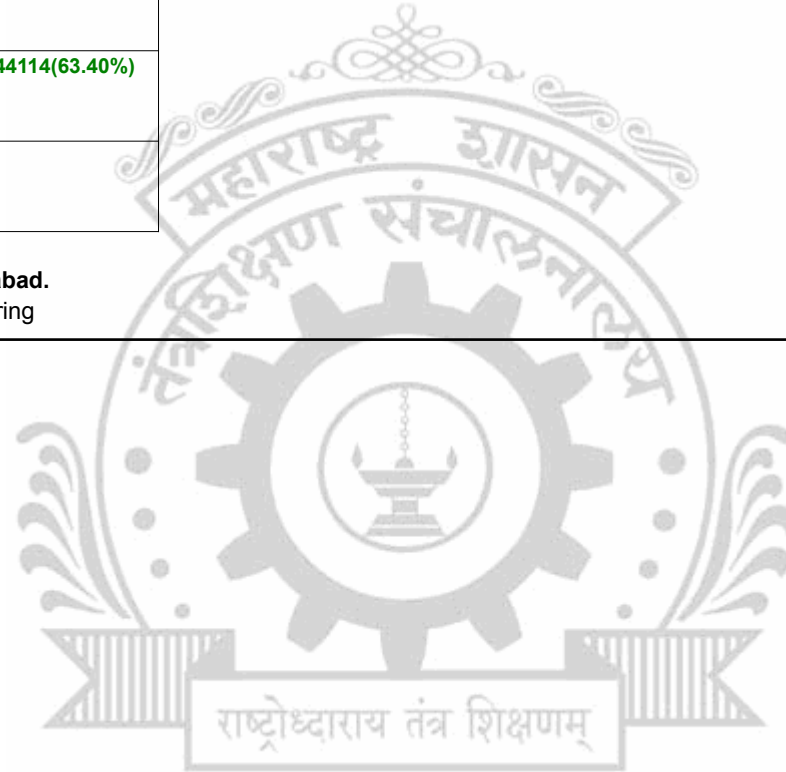 44114(63.40%)
bad.
ring
महाराष्ट्र शासन
तंत्रशिक्षण संचालनालय
राष्ट्रोध्दाराय तंत्र शिक्षणम्